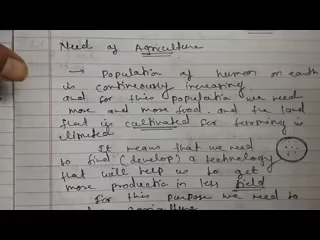 Need of Agriculture
→ Population of human on earth
is continuously increasing
and for this population we need
more and more food. and the land
that is cultivated for farming is
limited
It means that we need
to find (develop) a technology
that will help us to get
more production in less field
For this purpose we need to